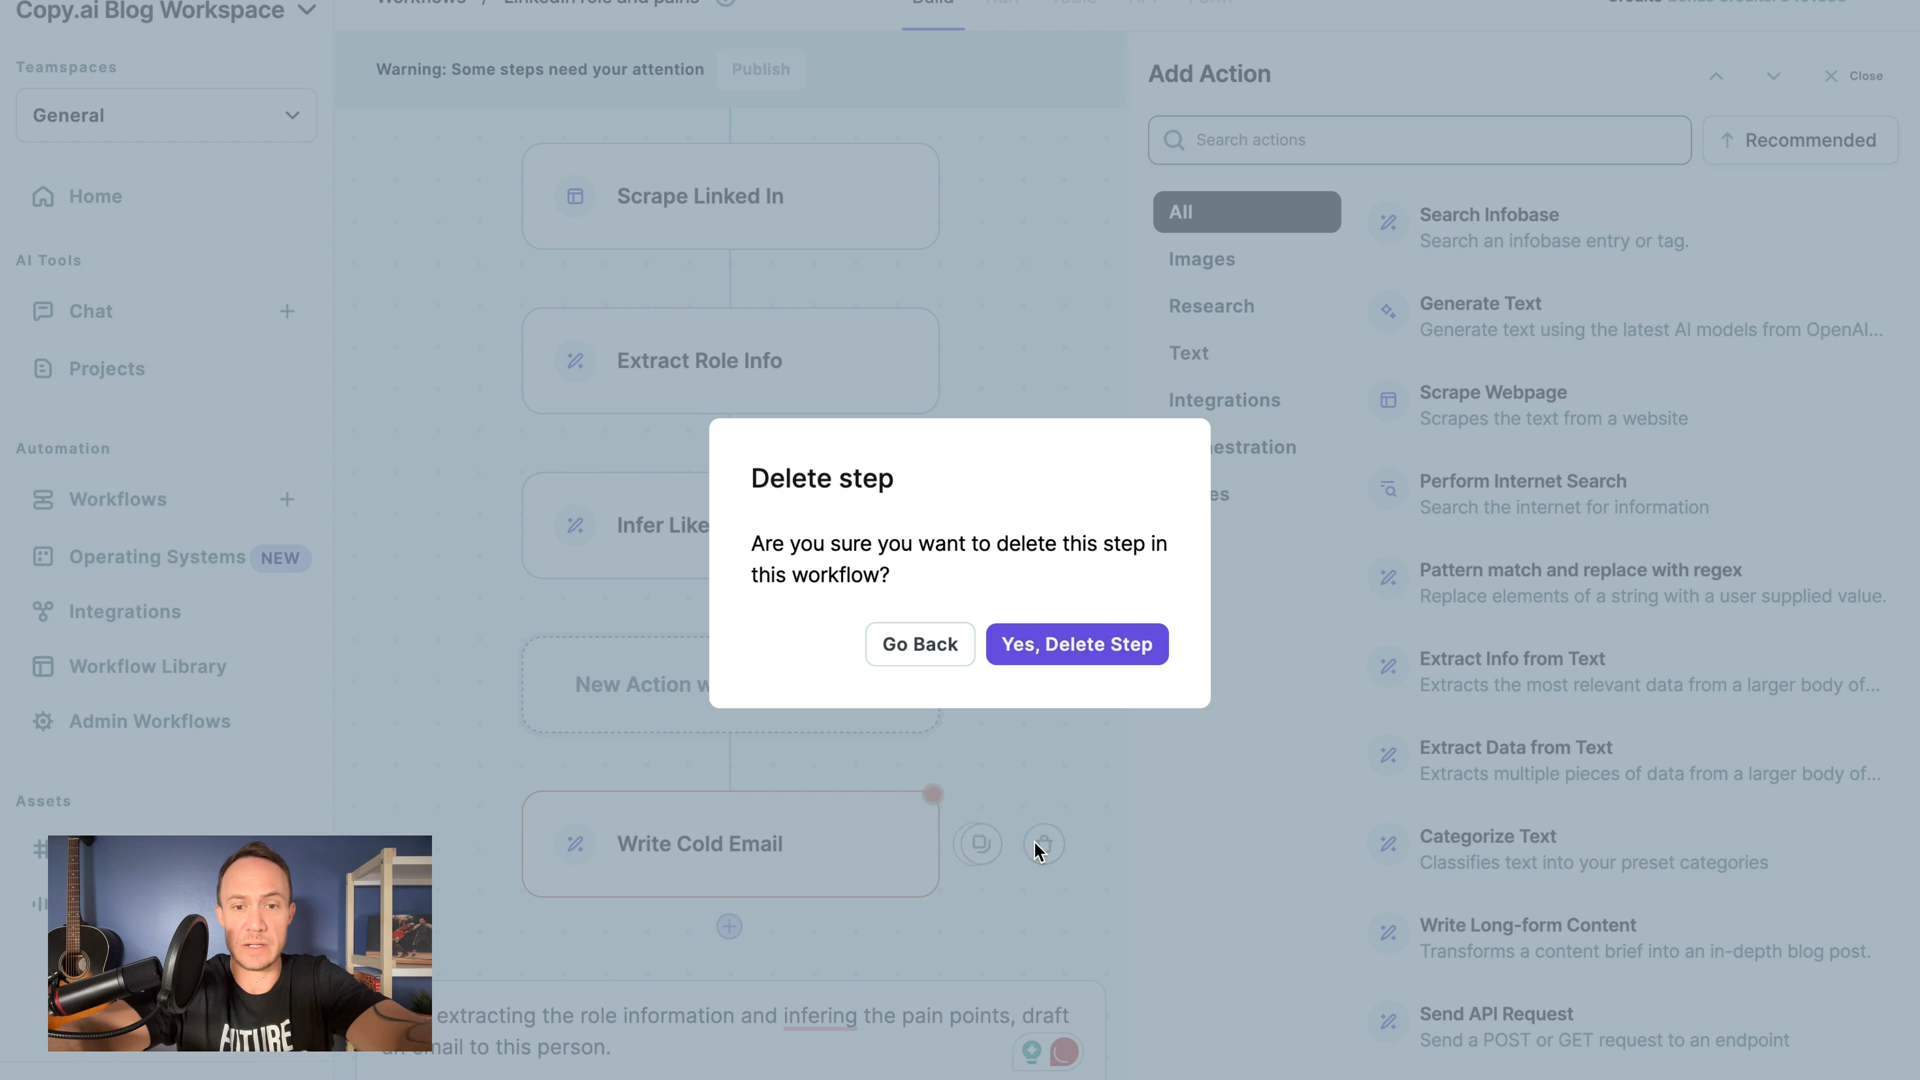 Copy.ai Blog Workspace
Workflows / LinkedIn role and pains
Build
Warning: Some steps need your attention
Publish
Teamspaces
General
Home
AI Tools
Chat
Projects
Automation
Workflows
Operating Systems NEW
Integrations
Workflow Library
Admin Workflows
Assets
Scrape Linked In
Extract Role Info
Infer Like
New Action w
Write Cold Email
extracting the role information and infering the pain points, draft
email to this person.
Delete step
Are you sure you want to delete this step in
this workflow?
Go Back
Yes, Delete Step
Add Action
Close
Search actions
Recommended
All
Images
Research
Text
Integrations
estration
es
Search Infobase
Search an infobase entry or tag.
Generate Text
Generate text using the latest AI models from OpenAI...
Scrape Webpage
Scrapes the text from a website
Perform Internet Search
Search the internet for information
Pattern match and replace with regex
Replace elements of a string with a user supplied value.
Extract Info from Text
Extracts the most relevant data from a larger body of...
Extract Data from Text
Extracts multiple pieces of data from a larger body of...
Categorize Text
Classifies text into your preset categories
Write Long-form Content
Transforms a content brief into an in-depth blog post.
Send API Request
Send a POST or GET request to an endpoint
FUTURE